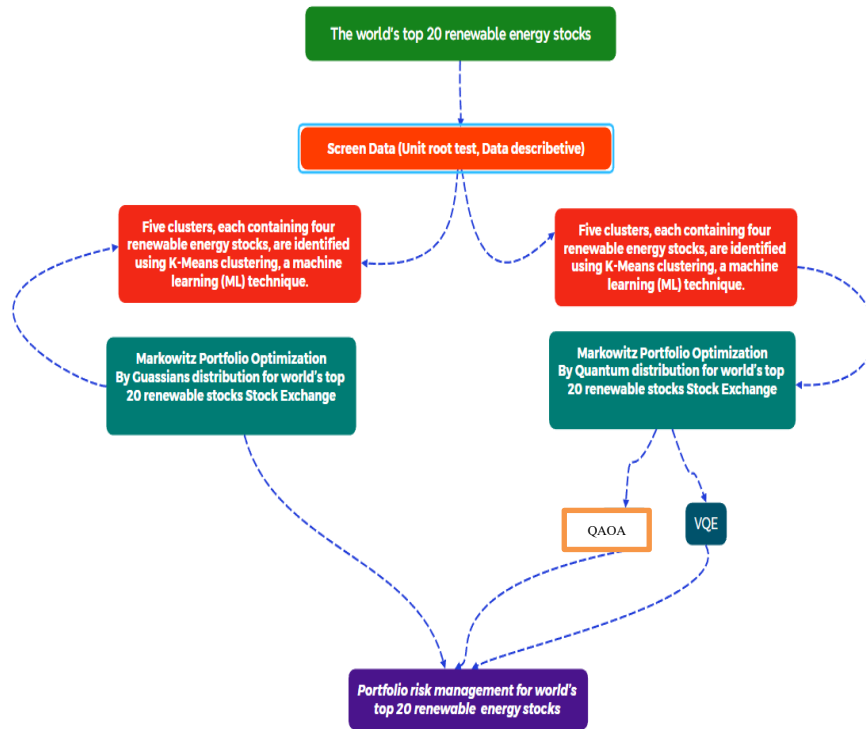 The world's top 20 renewable energy stocks
Screen Data (Unit root test, Data describetive)
Five clusters, each containing four
renewable energy stocks, are identified
using K-Means clustering, a machine
learning (ML) technique.
Five clusters, each containing four
renewable energy stocks, are identified
using K-Means clustering, a machine
learning (ML) technique.
Markowitz Portfolio Optimization
By Guassians distribution for world's top
20 renewable stocks Stock Exchange
Markowitz Portfolio Optimization
By Quantum distribution for world's top
20 renewable stocks Stock Exchange
QAOA
VQE
Portfolio risk management for world's
top 20 renewable energy stocks